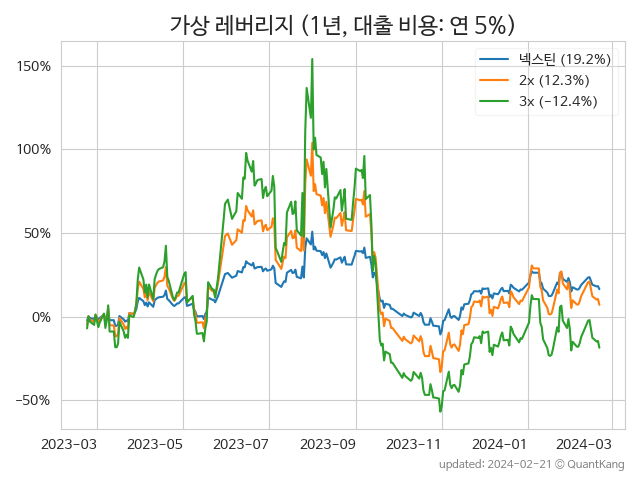 가상 레버리지 (1년, 대출 비용: 연 5%)
넥스틴 (19.2%)
2x (12.3%)
3x (-12.4%)
150%
100%
50%
0%
-50%
2023-03 2023-05 2023-07 2023-09 2023-11 2024-01 2024-03
updated: 2024-02-21 © QuantKang